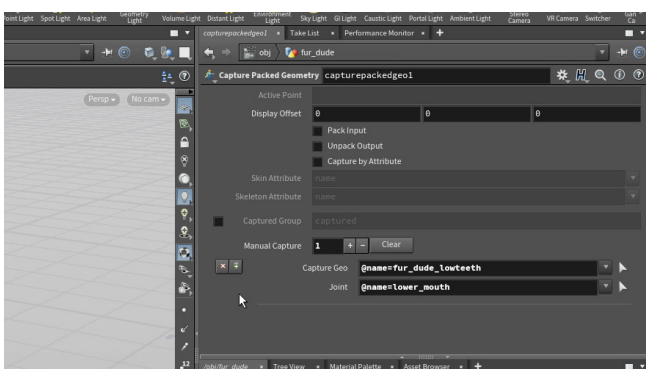 Point Light Spot Light Area Light Geometry Light Volume Light Distant Light Environment Light Sky Light GI Light Caustic Light Portal Light Ambient Light Stereo Camera VR Camera Switcher
capturepackedgeo1 × Take List × Performance Monitor × +
obj fur_dude
Capture Packed Geometry capturepackedgeo1
Persp No cam
Active Point
Display Offset 0 0 0
Pack Input
Unpack Output
Capture by Attribute
Skin Attribute name
Skeleton Attribute name
Captured Group captured
Manual Capture 1 + - Clear
Capture Geo @name=fur_dude_lowteeth
Joint @name=lower_mouth
12
/obj/fur_dude × Tree View × Material Palette × Asset Browser × +